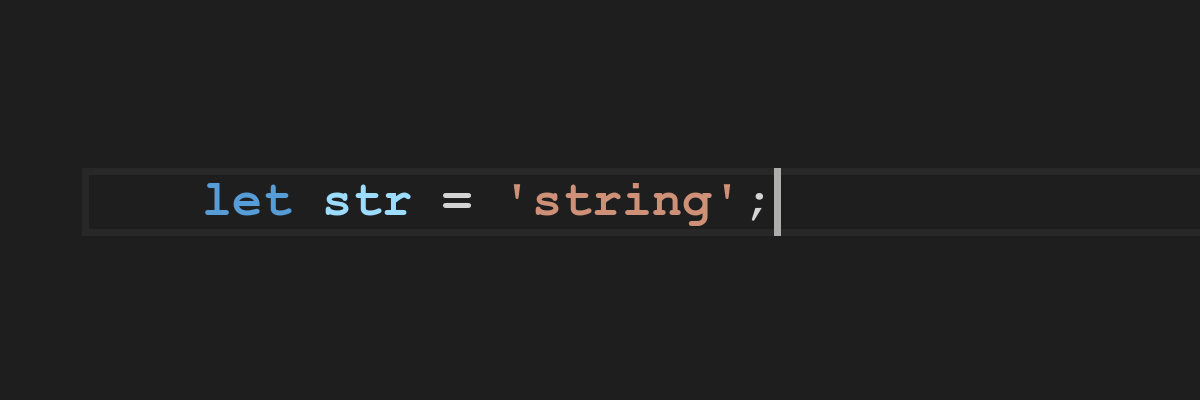 let str = 'string';